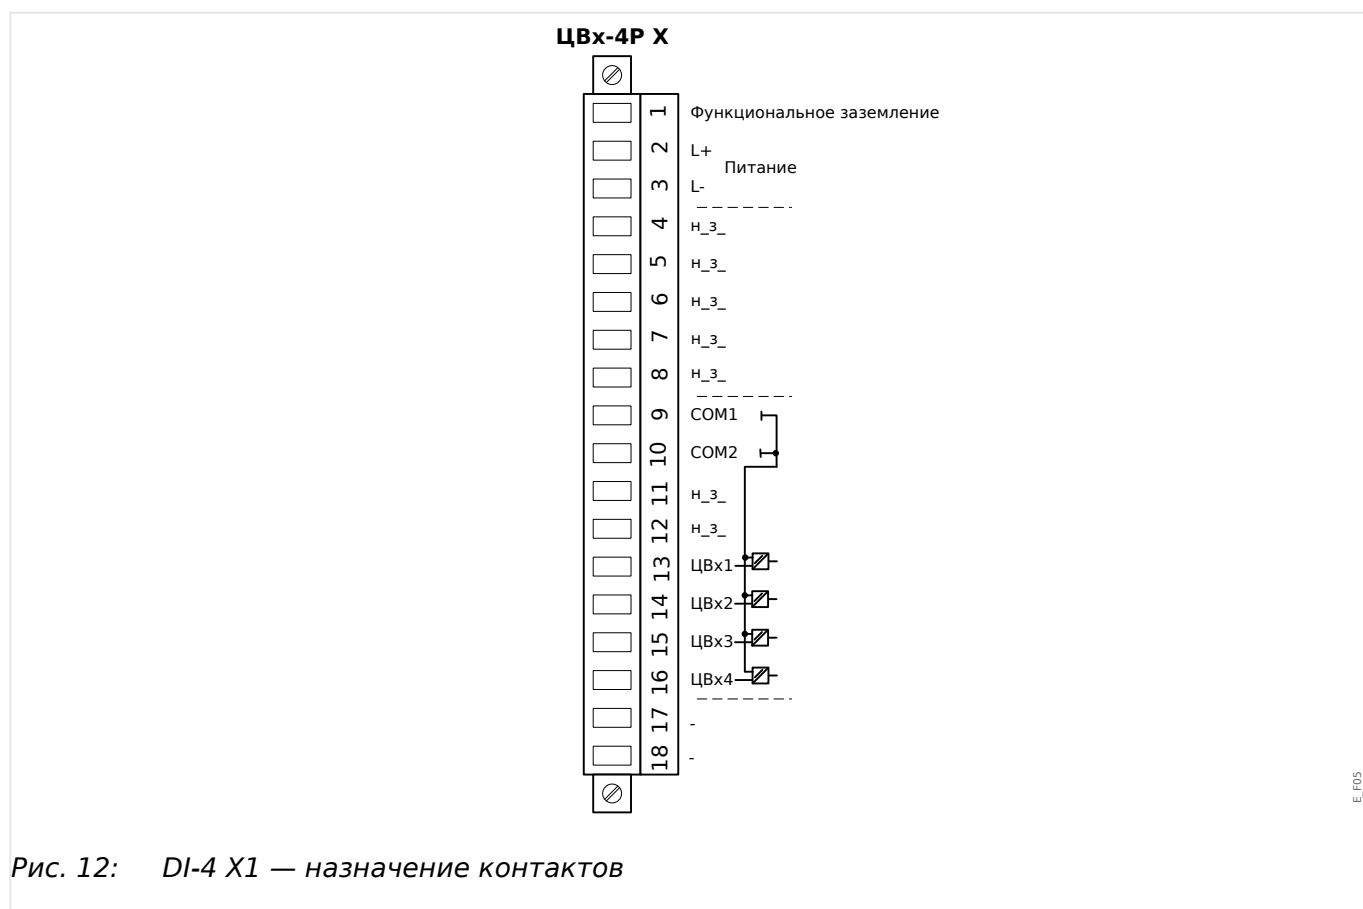 ЦВх-4Р X
1 Функциональное заземление
2 L+
Питание
3 L-
4 н_з_
5 н_з_
6 н_з_
7 н_з_
8 н_з_
9 COM1
10 COM2
11 н_з_
12 н_з_
13 ЦВх1
14 ЦВх2
15 ЦВх3
16 ЦВх4
17 -
18 -
E_F05
Рис. 12: DI-4 X1 — назначение контактов